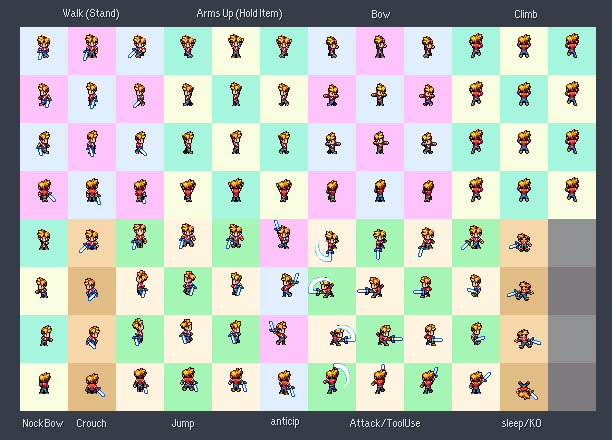 Walk (Stand)
Arms Up (Hold Item)
Bow
Climb
NockBow
Crouch
Jump
anticip
Attack/ToolUse
sleep/KO